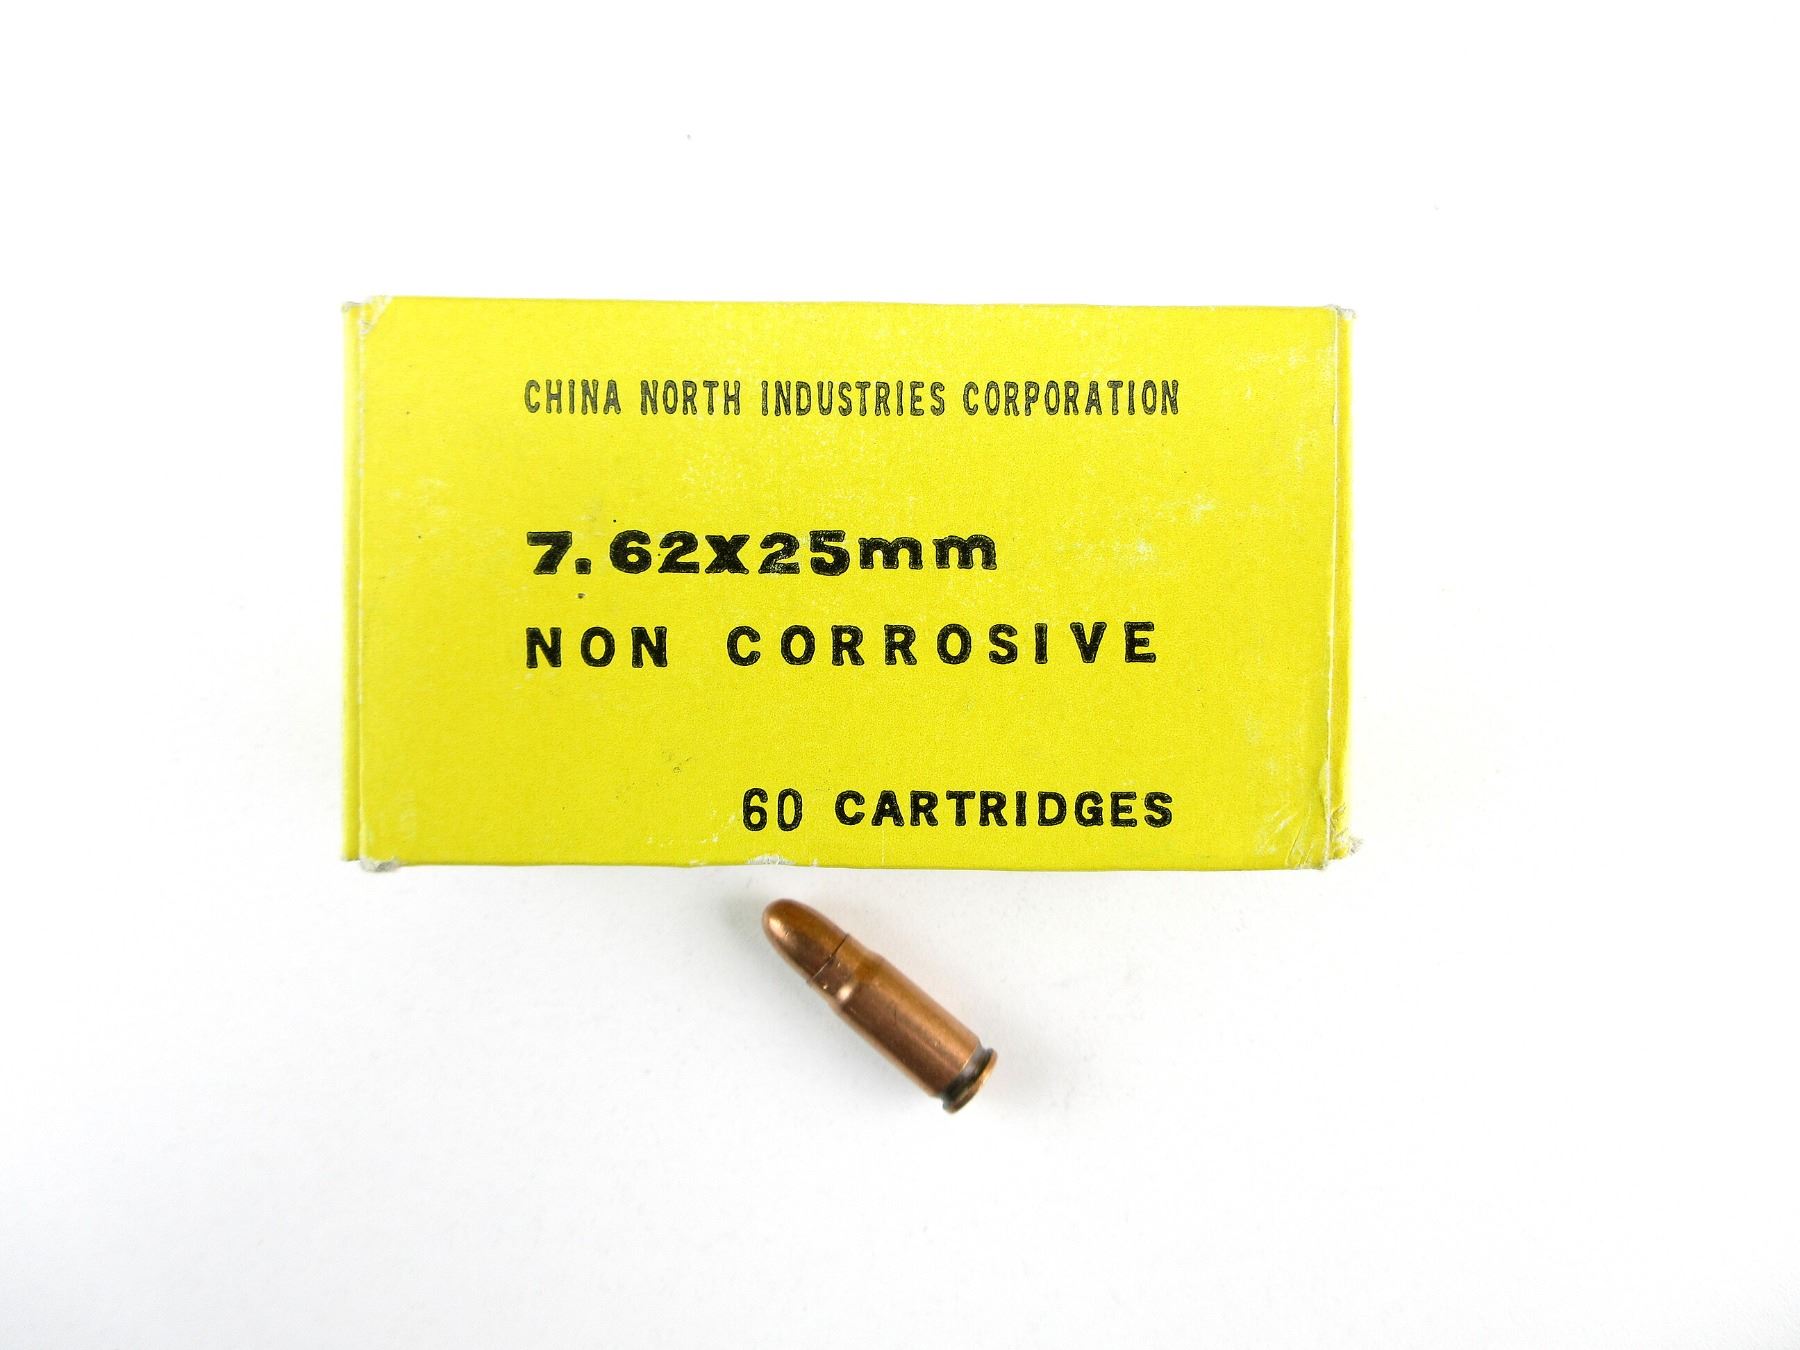 CHINA NORTH INDUSTRIES CORPORATION
7.62X25mm
NON CORROSIVE
60 CARTRIDGES